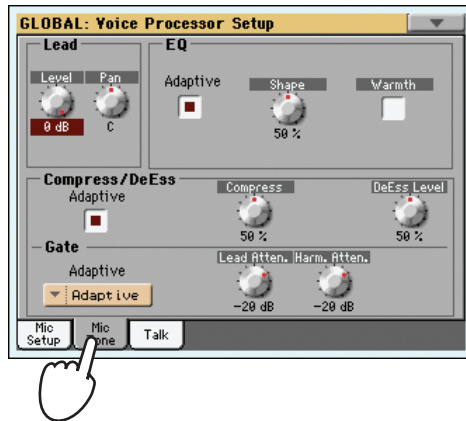 GLOBAL: Voice Processor Setup
Lead
EQ
Level Pan
0 dB C
Adaptive
Shape
50 %
Warmth
Compress/DeEss
Adaptive
Compress
50 %
DeEss Level
50 %
Gate
Adaptive
Adaptive
Lead Atten. Harm. Atten.
-20 dB -20 dB
Mic Setup
Mic
Talk